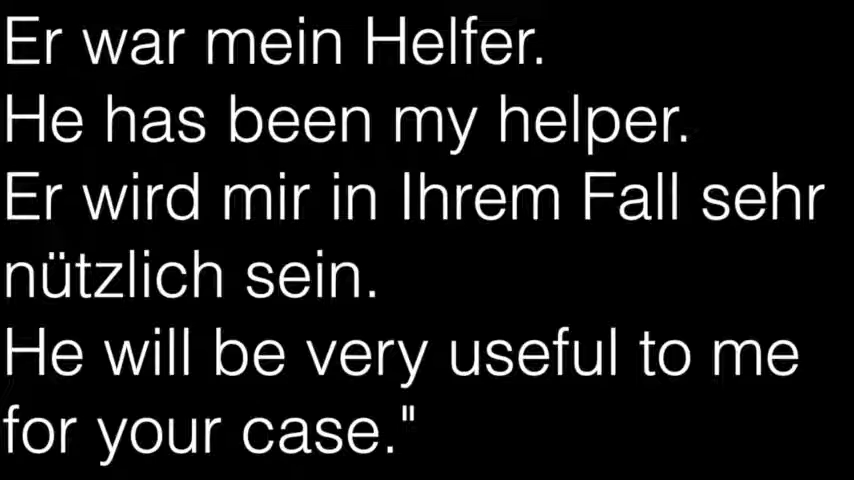 Er war mein Helfer.
He has been my helper.
Er wird mir in Ihrem Fall sehr
nützlich sein.
He will be very useful to me
for your case."